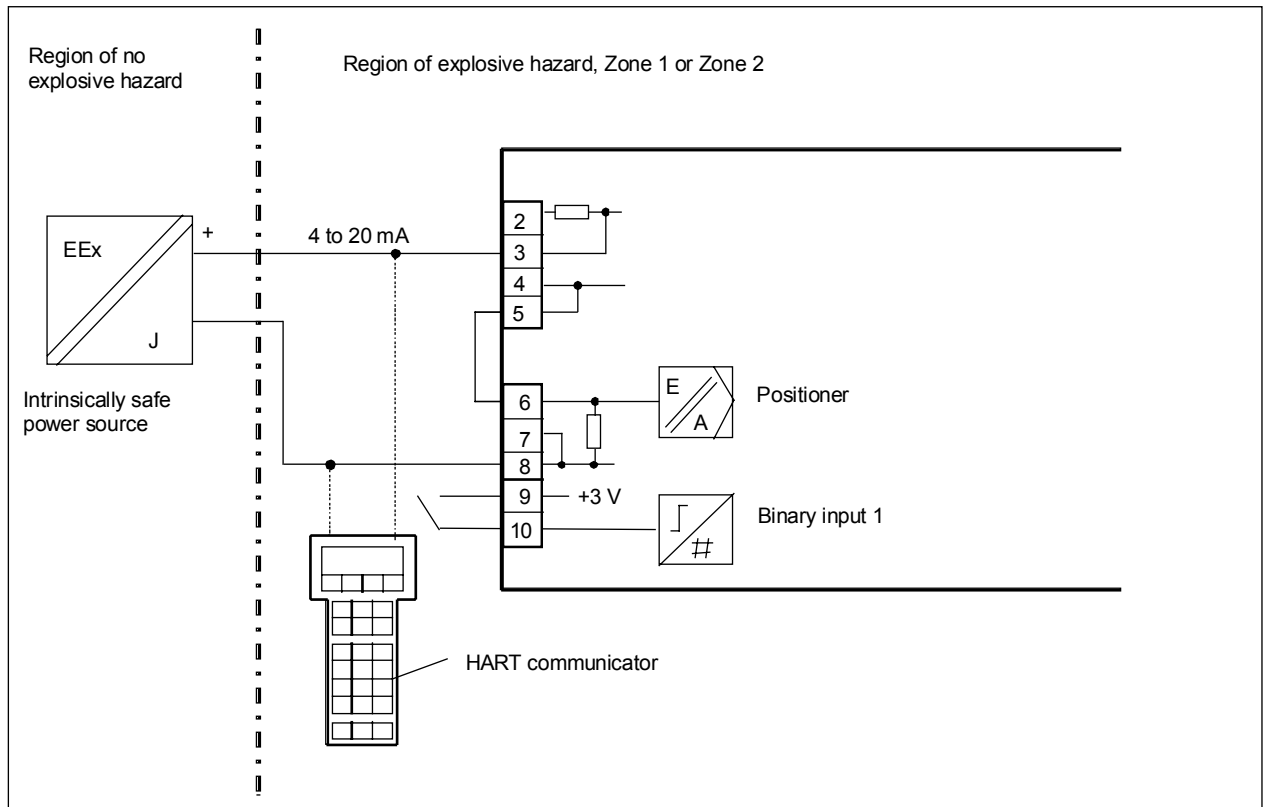 Region of no
explosive hazard
Region of explosive hazard, Zone 1 or Zone 2
EEx
J
+
4 to 20 mA
Intrinsically safe
power source
2
3
4
5
6
7
8
9
10
+3 V
E
A
Positioner
Binary input 1
HART communicator